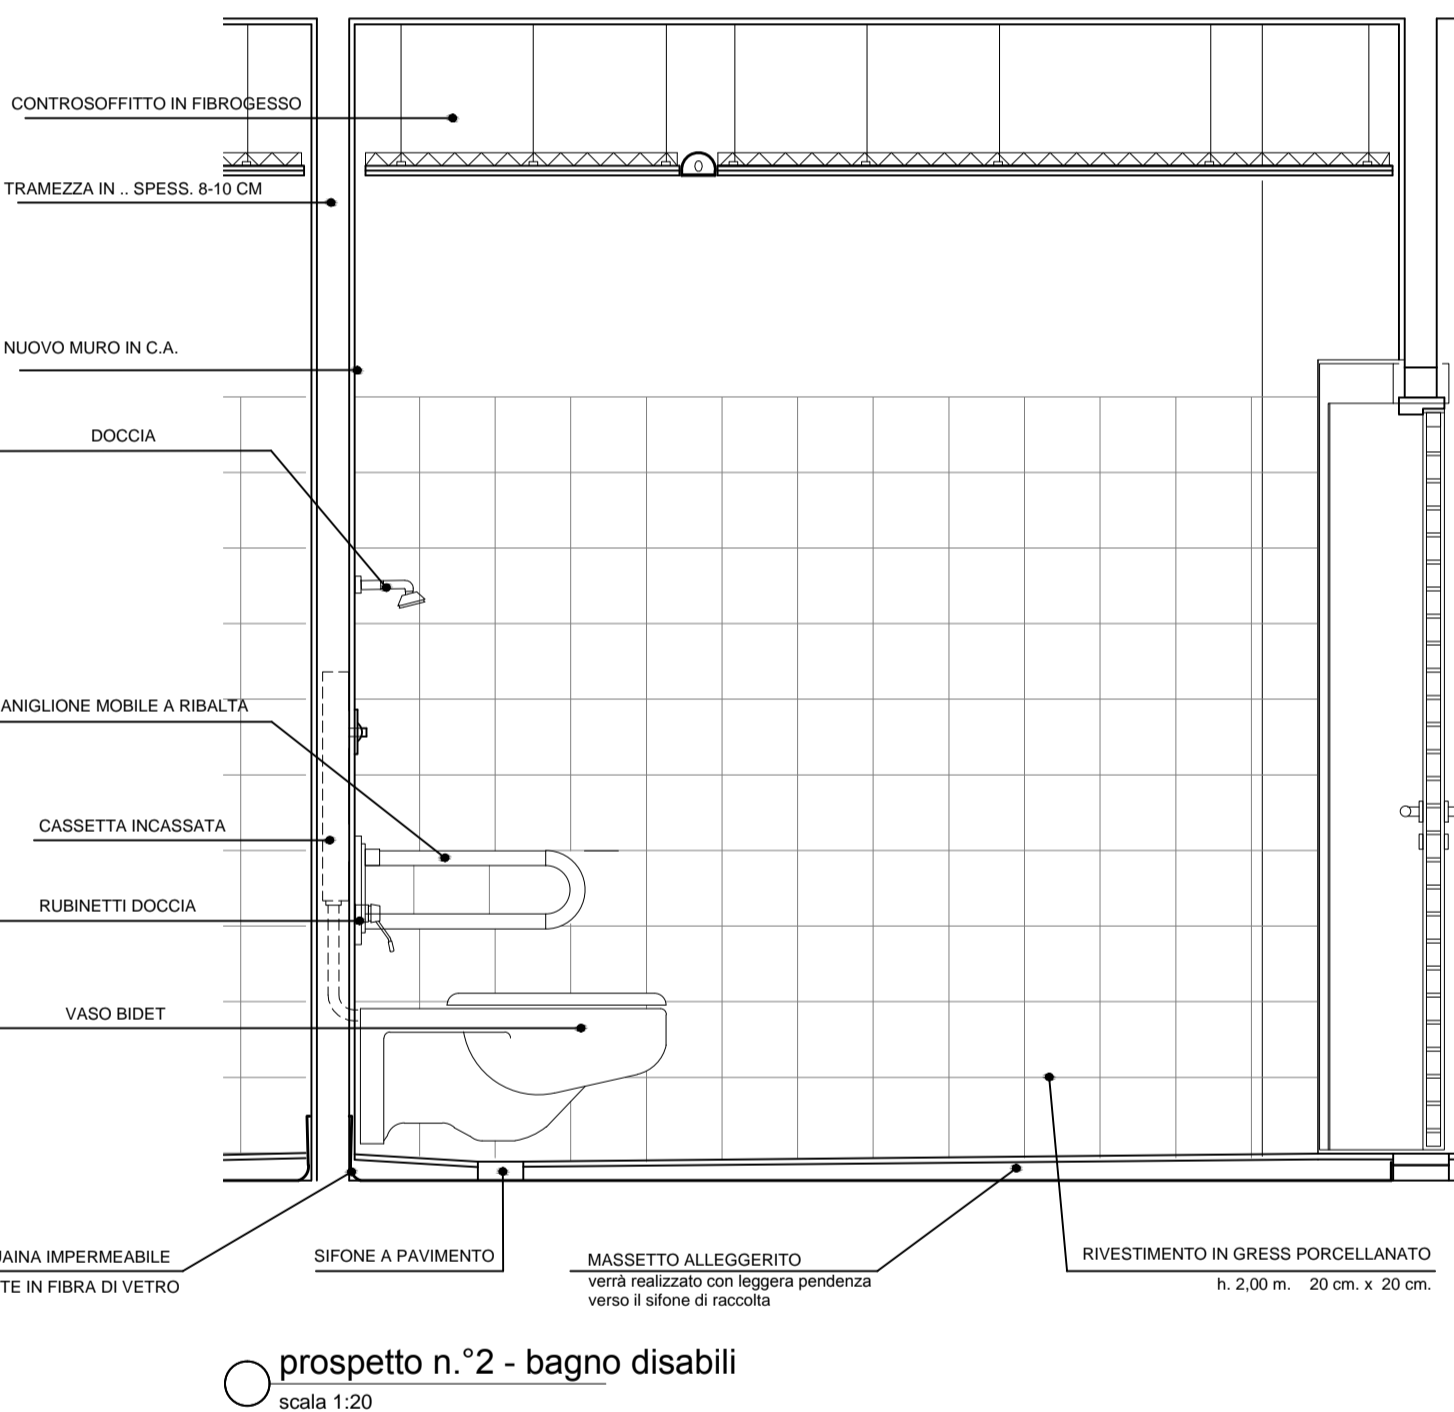 CONTROSOFFITTO IN FIBROGESSO
TRAMEZZA IN .. SPESS. 8-10 CM
NUOVO MURO IN C.A.
DOCCIA
ANIGLIONE MOBILE A RIBALTA
CASSETTA INCASSATA
RUBINETTI DOCCIA
VASO BIDET
AINA IMPERMEABILE
TE IN FIBRA DI VETRO
SIFONE A PAVIMENTO
MASSETTO ALLEGGERITO
verrà realizzato con leggera pendenza
verso il sifone di raccolta
RIVESTIMENTO IN GRESS PORCELLANATO
h. 2,00 m. 20 cm. x 20 cm.
prospetto n.°2 - bagno disabili
scala 1:20